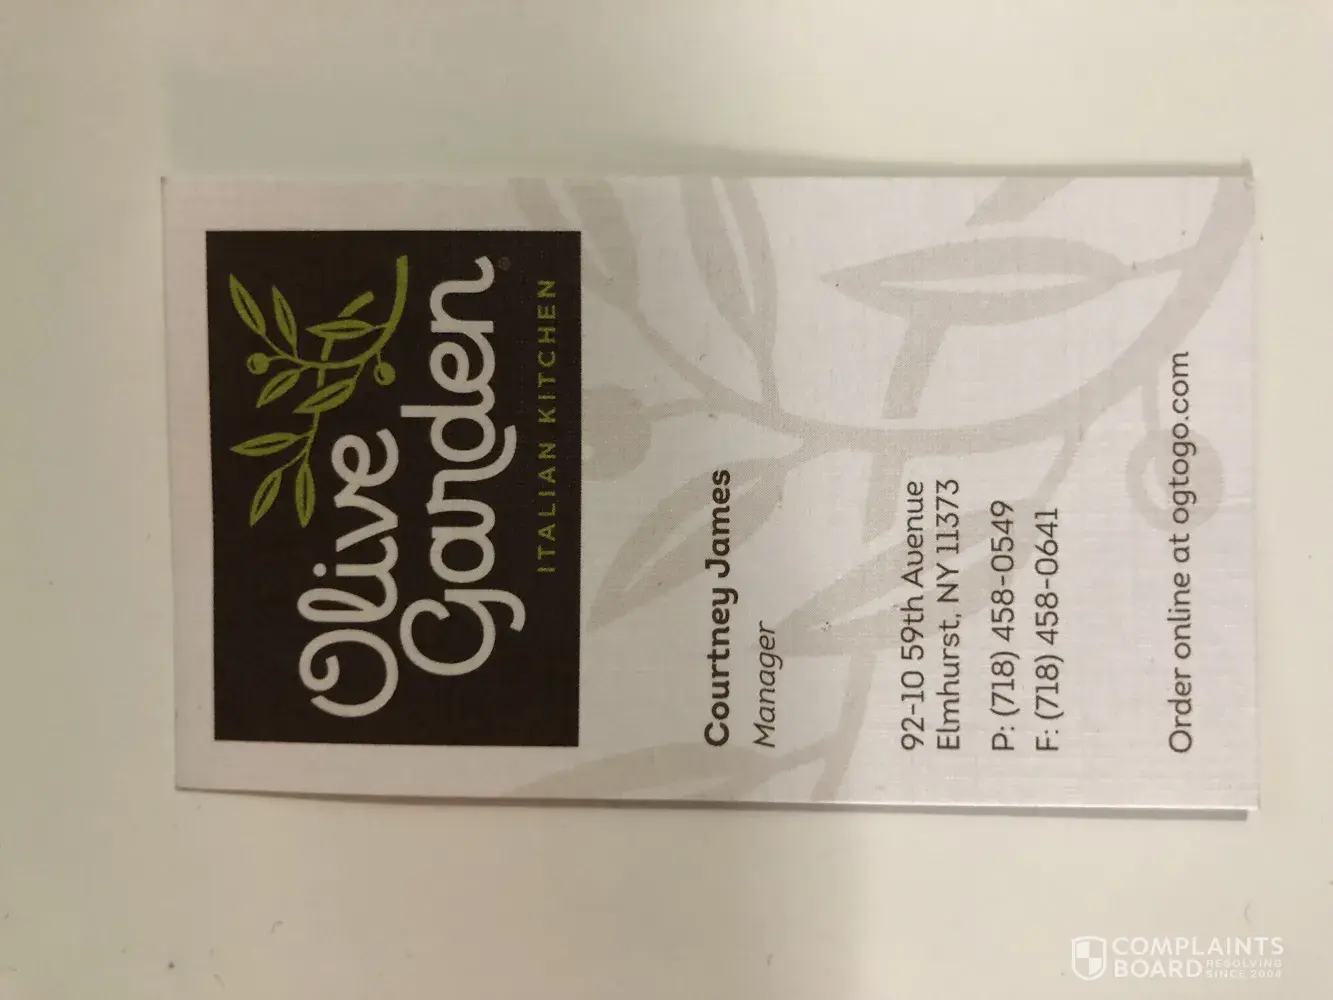 Olive
Garden
ITALIAN KITCHEN
Courtney James
Manager
92-10 59th Avenue
Elmhurst, NY 11373
P: (718) 458-0549
F: (718) 458-0641
Order online at ogtogo.com
COMPLAINTS
BOARD RESOLVING
SINCE 2004